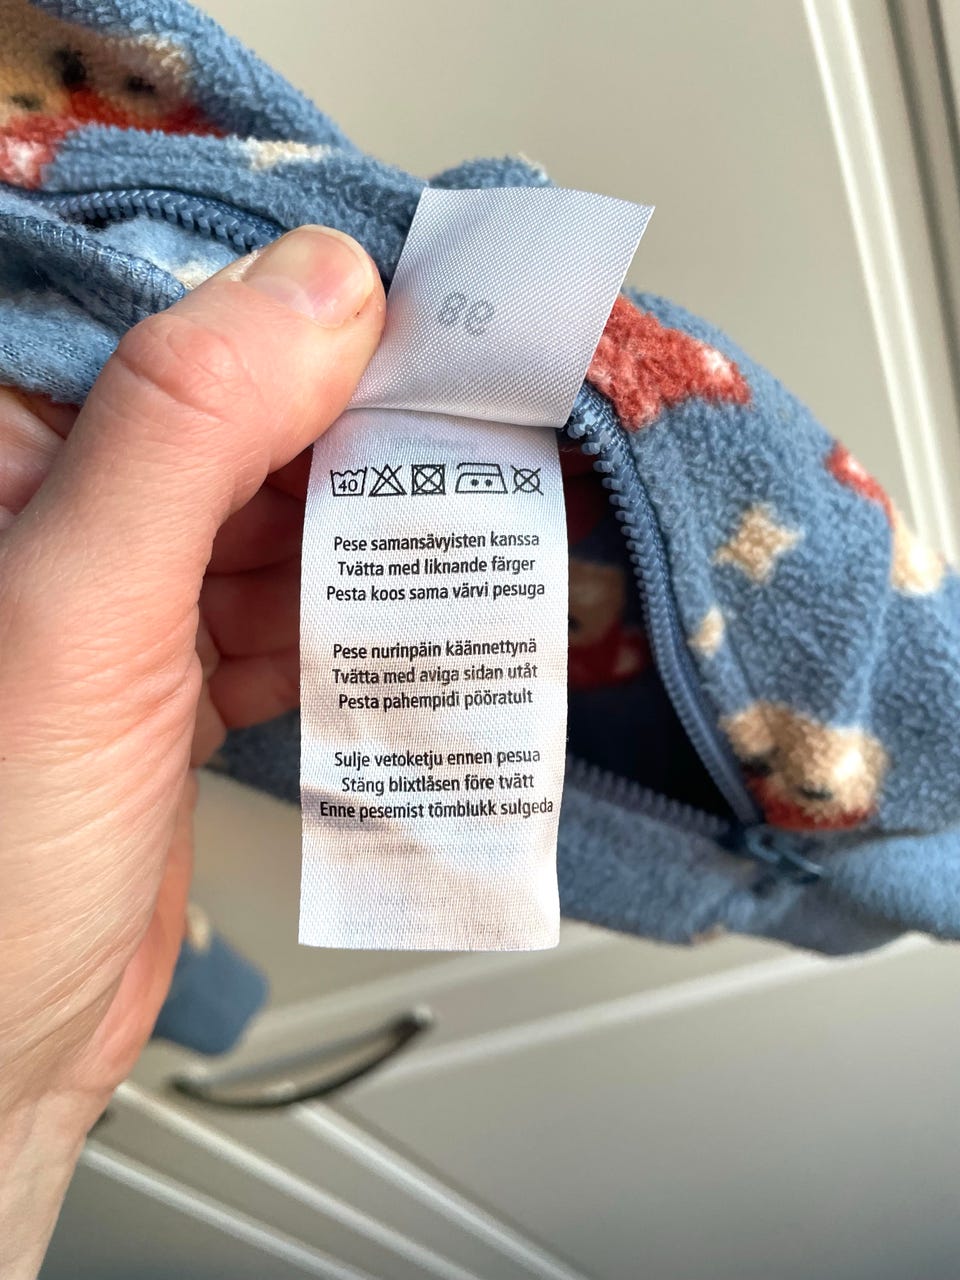 40
Pese samansävyisten kanssa
Tvätta med liknande färger
Pesta koos sama värvi pesuga
Pese nurinpäin käännettynä
Tvätta med aviga sidan utåt
Pesta pahempidi pööratult
Sulje vetoketju ennen pesua
Stäng blixtlåsen före tvätt
Enne pesemist tõmblukk sulgeda